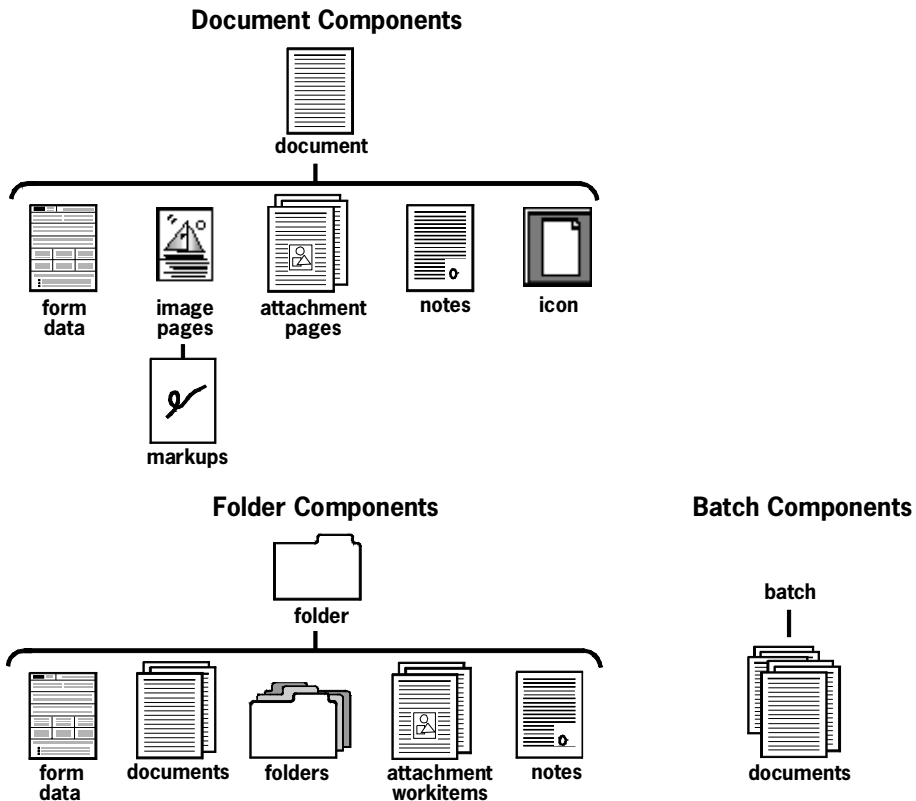 Document Components
document
form
data
image
pages
attachment
pages
notes
icon
markups
Folder Components
folder
form
data
documents
folders
attachment
workitems
notes
Batch Components
batch
documents